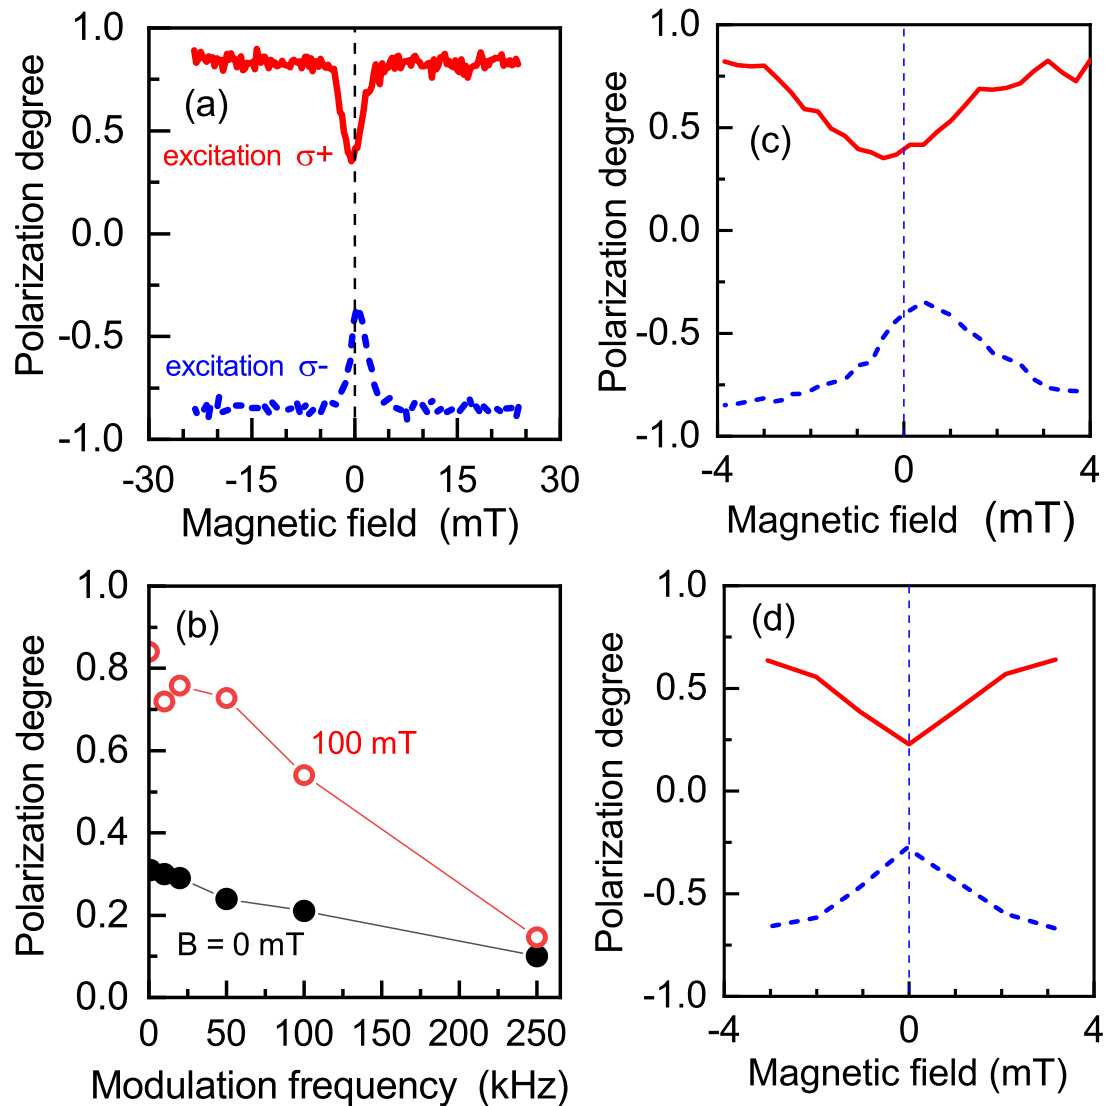 Polarization degree
1.0
0.5
0.0
-0.5
-1.0
(a)
excitation σ+
excitation σ-
-30
-15
0
15
30
Magnetic field (mT)
Polarization degree
1.0
0.5
0.0
-0.5
-1.0
(c)
-4
0
4
Magnetic field (mT)
Polarization degree
1.0
0.8
0.6
0.4
0.2
0.0
(b)
100 mT
B = 0 mT
0
50
100
150
200
250
Modulation frequency (kHz)
Polarization degree
1.0
0.5
0.0
-0.5
-1.0
(d)
-4
0
4
Magnetic field (mT)